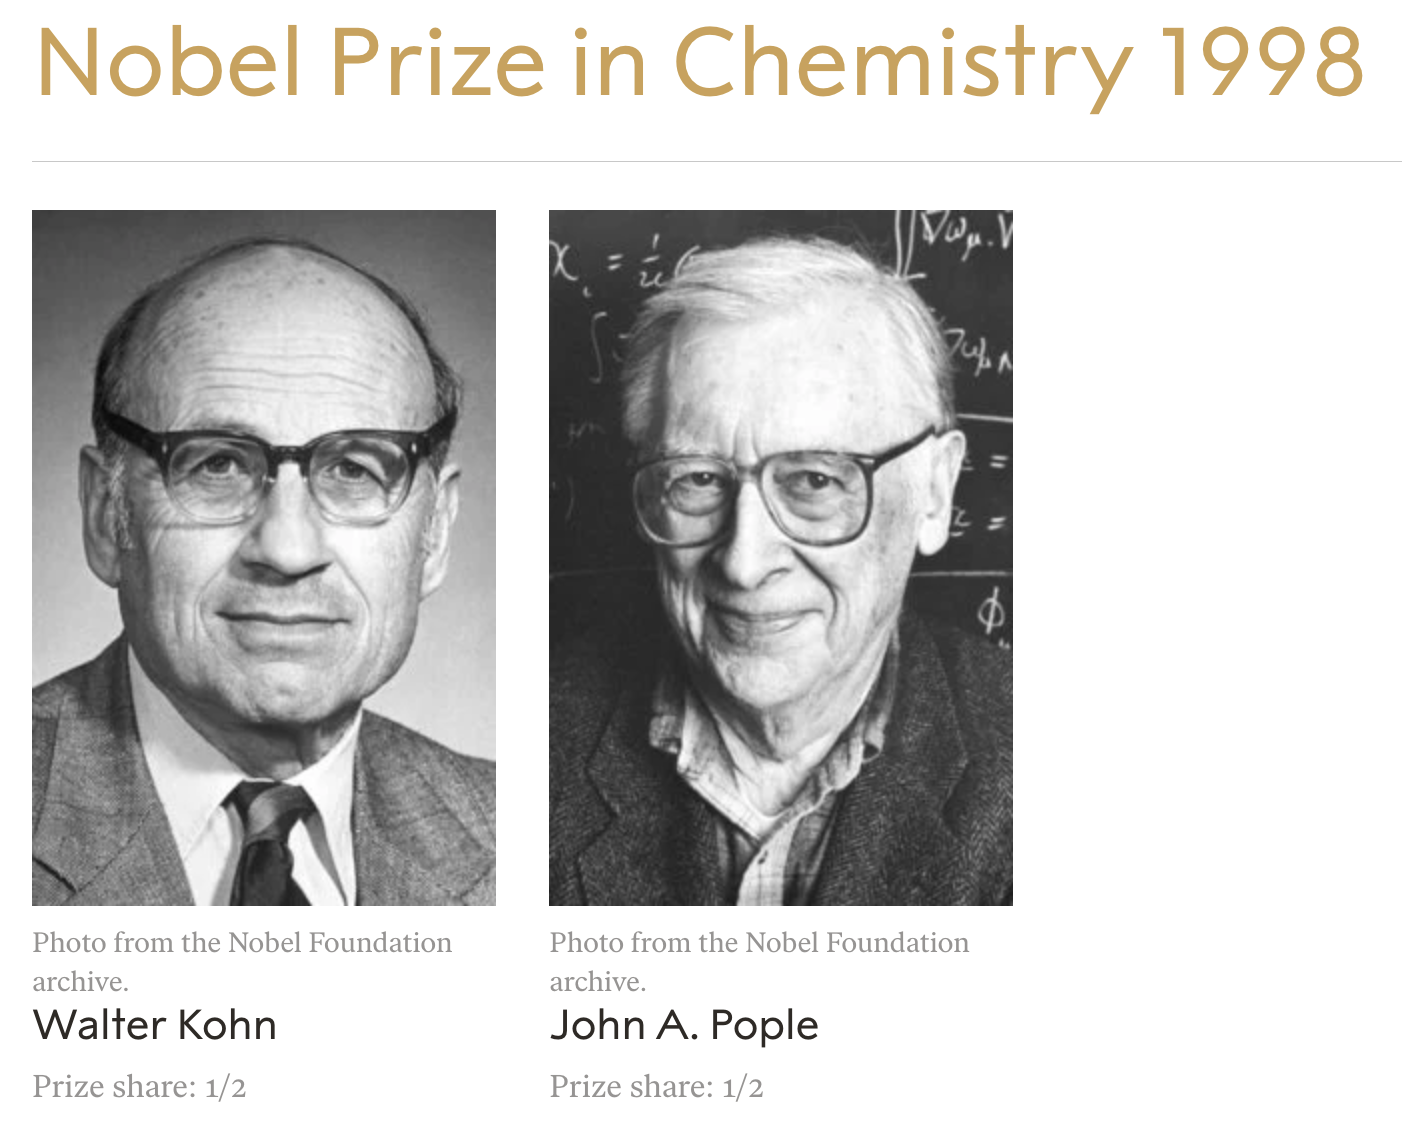 Nobel Prize in Chemistry 1998
Photo from the Nobel Foundation
archive.
Walter Kohn
Prize share: 1/2
Photo from the Nobel Foundation
archive.
John A. Pople
Prize share: 1/2